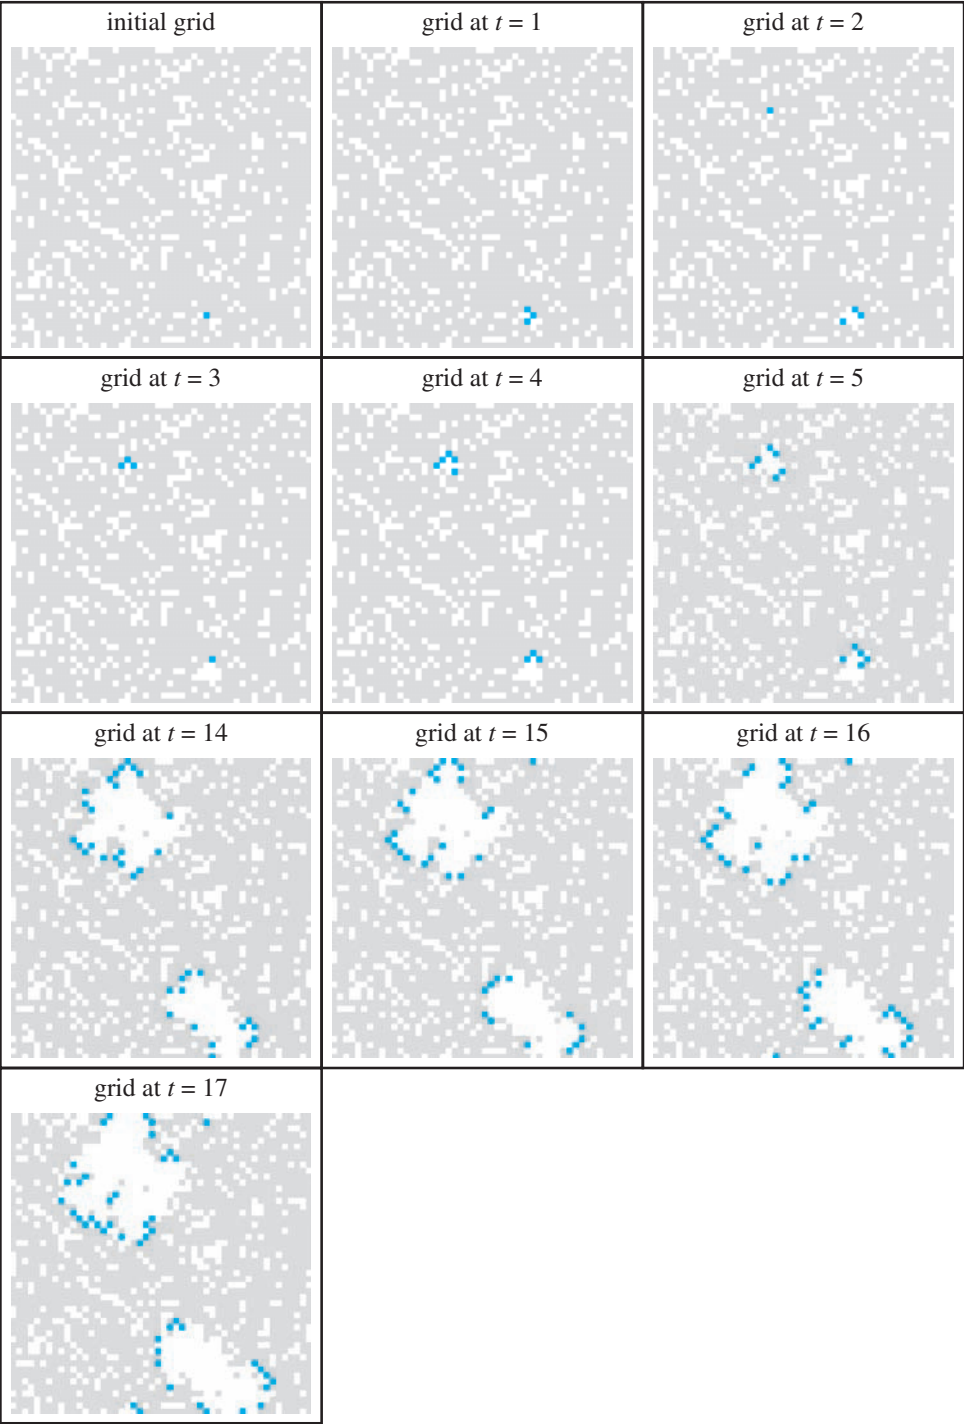 initial grid
grid at t = 1
grid at t = 2
grid at t = 3
grid at t = 4
grid at t = 5
grid at t = 14
grid at t = 15
grid at t = 16
grid at t = 17